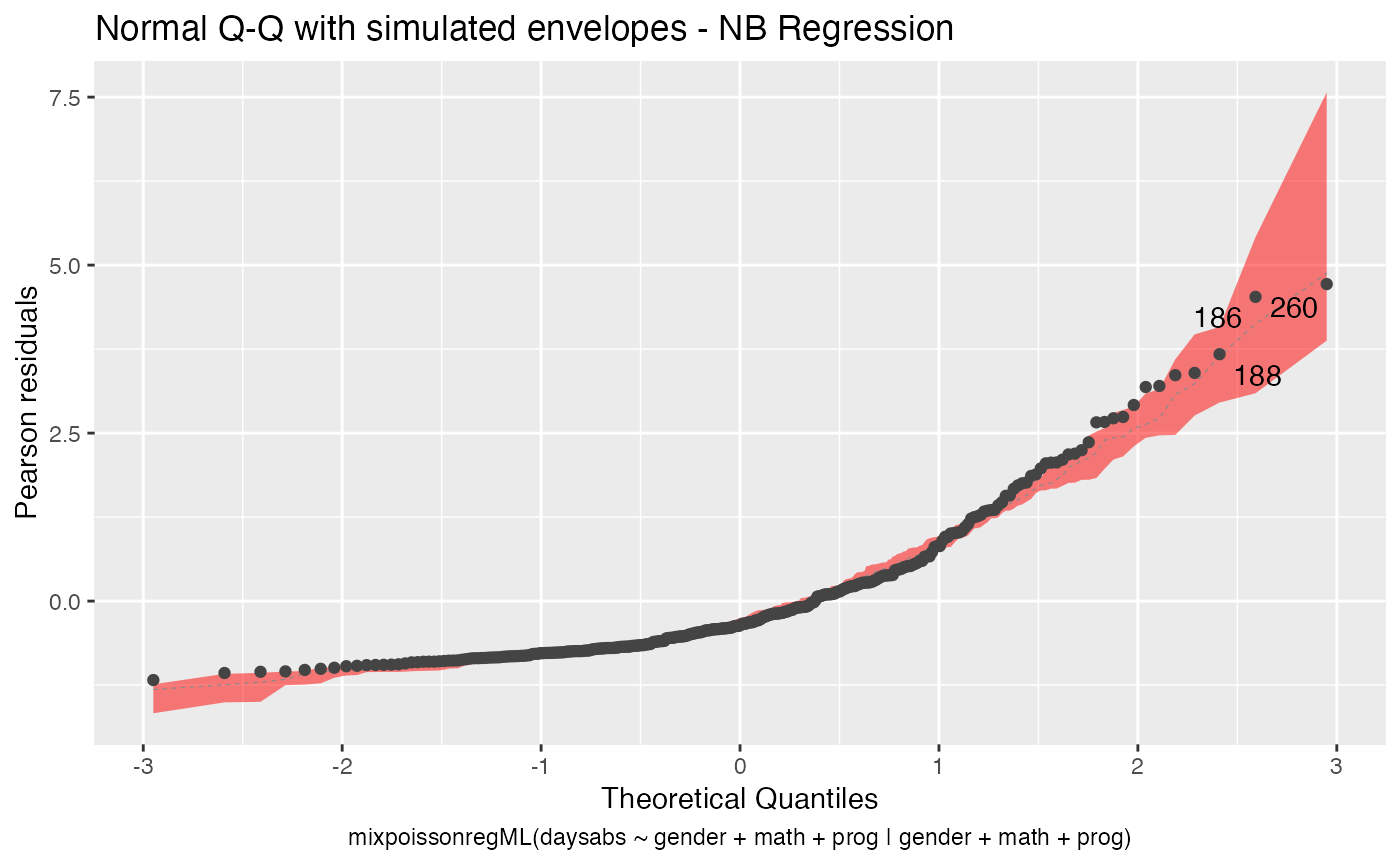 Normal Q-Q with simulated envelopes - NB Regression
Pearson residuals
7.5
5.0
2.5
0.0
186
260
188
-3 -2 -1 0 1 2 3
Theoretical Quantiles
mixpoissonregML(daysabs ~ gender + math + prog | gender + math + prog)